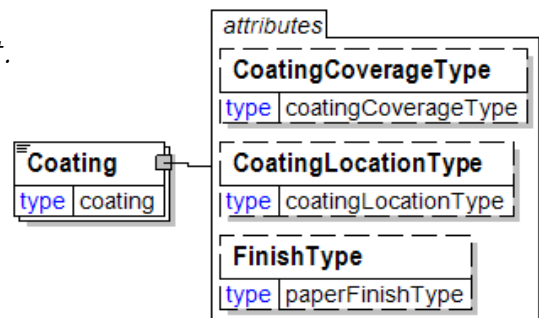 attributes
CoatingCoverageType
type coatingCoverageType
Coating
type coating
CoatingLocationType
type coatingLocationType
FinishType
type paperFinishType